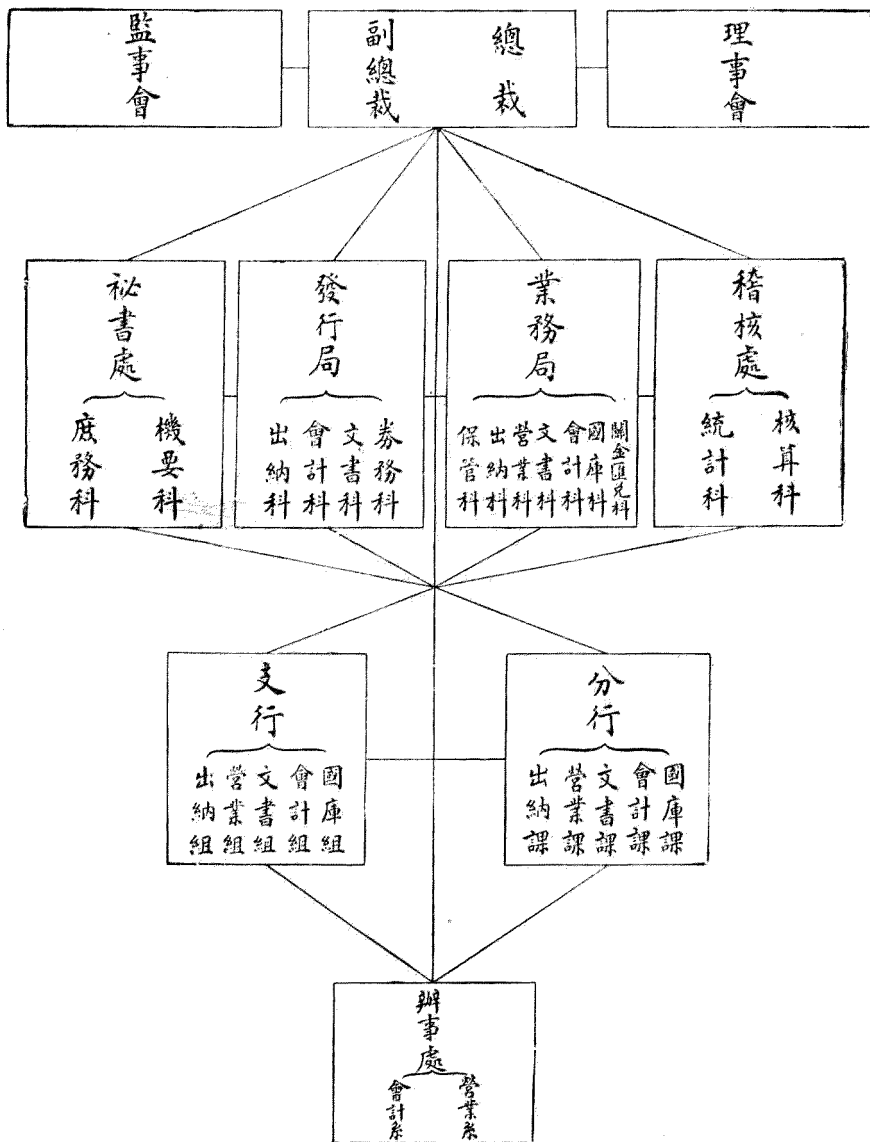 理事會
總裁
副總裁
監事會
稽核處
核算科
統計科
業務局
關金匯兌科
國庫科
會計科
文書科
營業科
出納科
保管科
發行局
券務科
文書科
會計科
出納科
祕書處
機要科
庶務科
分行
國庫課
會計課
文書課
營業課
出納課
支行
國庫組
會計組
文書組
營業組
出納組
辦事處
營業系
會計系